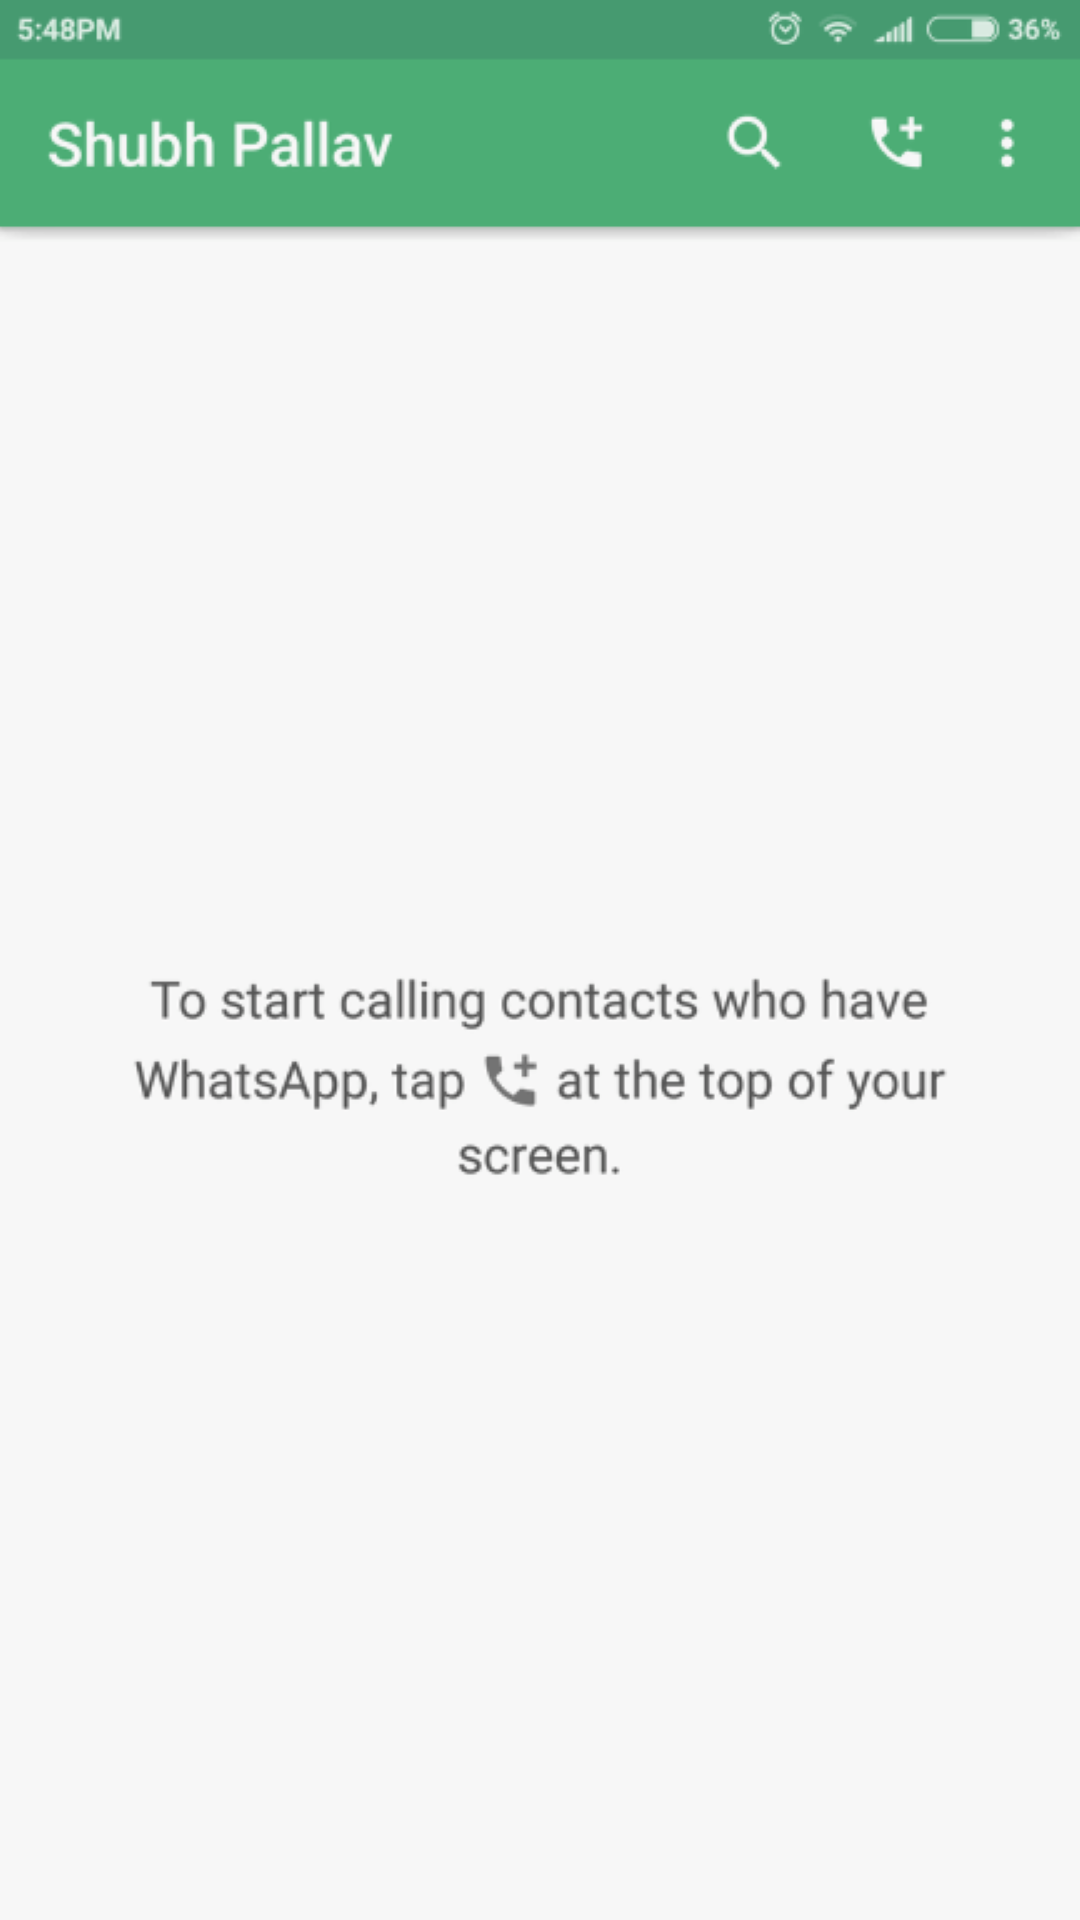 5:48PM 36%
Shubh Pallav
To start calling contacts who have
WhatsApp, tap at the top of your
screen.